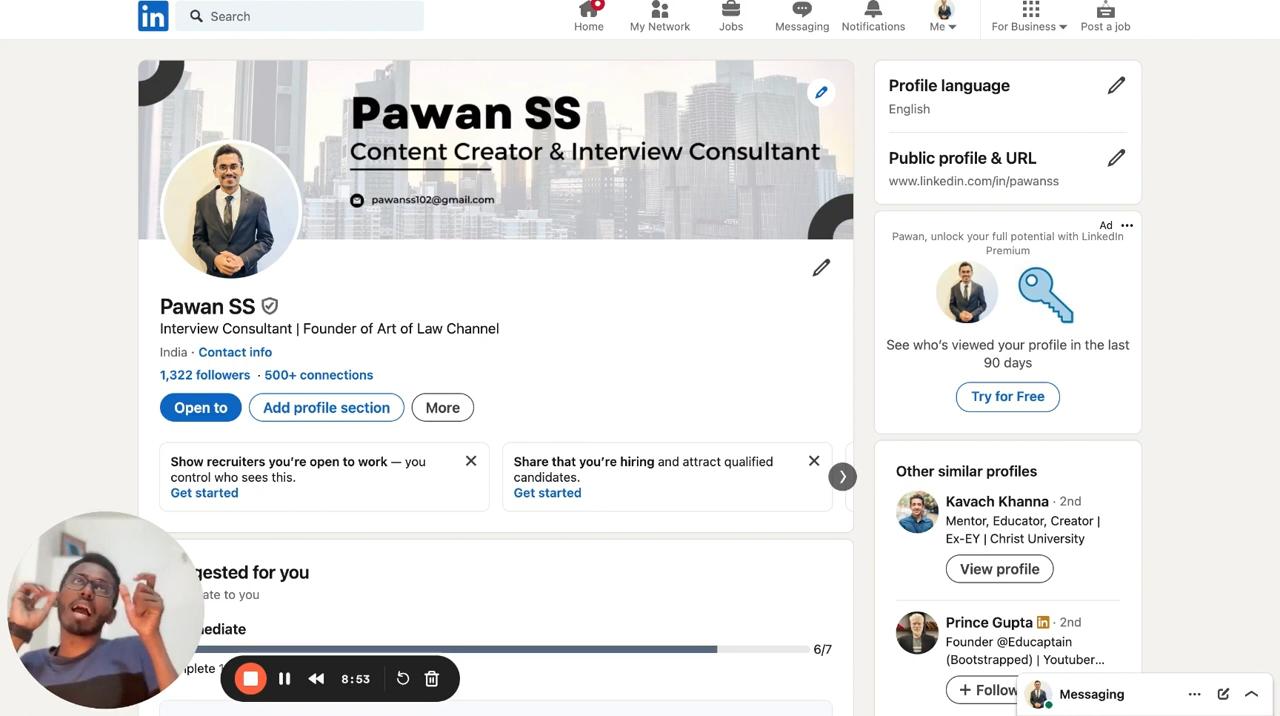 in
Search
Home
My Network
Jobs
Messaging
Notifications
Me
For Business
Post a job
Pawan SS
Content Creator & Interview Consultant
pawanss102@gmail.com
Pawan SS
Interview Consultant | Founder of Art of Law Channel
India · Contact info
1,322 followers · 500+ connections
Open to
Add profile section
More
Show recruiters you're open to work — you
control who sees this.
Get started
Share that you're hiring and attract qualified
candidates.
Get started
gested for you
ate to you
ediate
6/7
plete 1
8:53
Profile language
English
Public profile & URL
www.linkedin.com/in/pawanss
Ad
Pawan, unlock your full potential with LinkedIn
Premium
See who's viewed your profile in the last
90 days
Try for Free
Other similar profiles
Kavach Khanna · 2nd
Mentor, Educator, Creator |
Ex-EY | Christ University
View profile
Prince Gupta in · 2nd
Founder @Educaptain
(Bootstrapped) | Youtuber...
+ Follow
Messaging